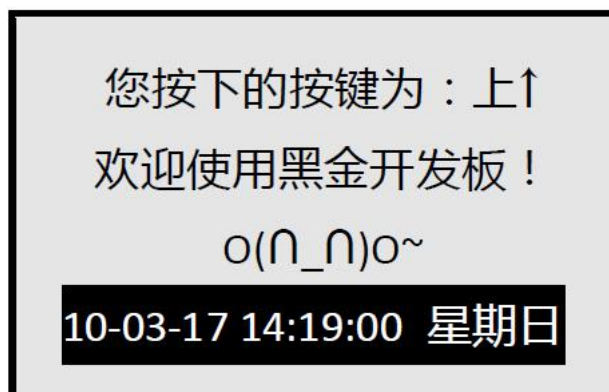 您按下的按键为：上↑
欢迎使用黑金开发板！
o(∩_∩)o~
10-03-17 14:19:00 星期日